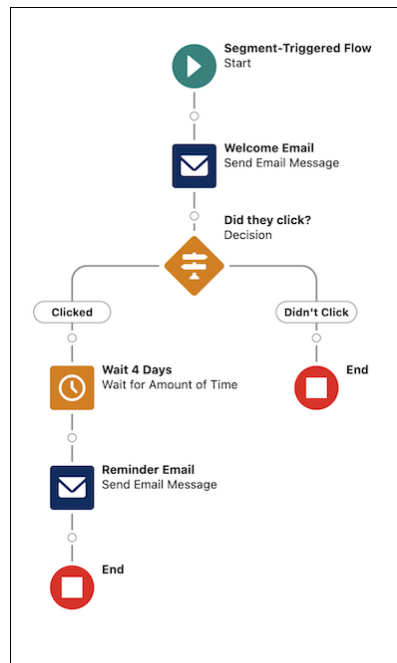 Segment-Triggered Flow
Start
Welcome Email
Send Email Message
Did they click?
Decision
Clicked
Didn't Click
Wait 4 Days
Wait for Amount of Time
End
Reminder Email
Send Email Message
End